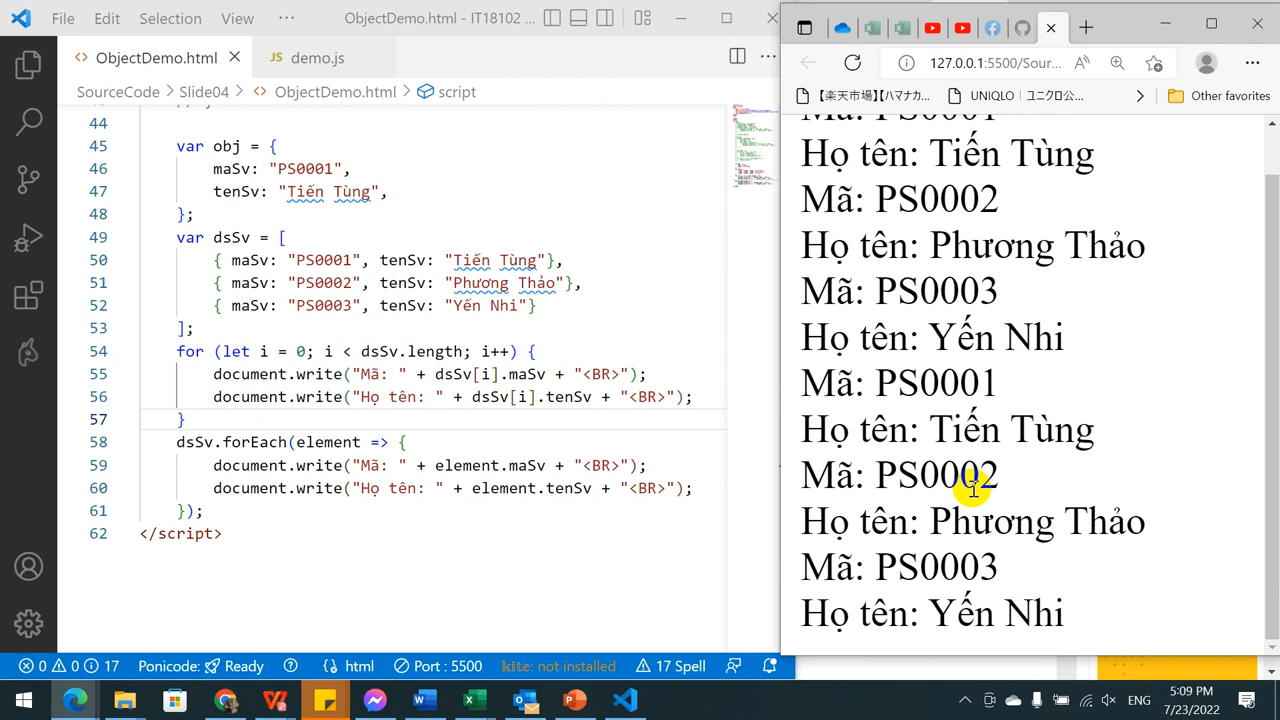 File Edit Selection View ··· ObjectDemo.html - IT18102
ObjectDemo.html demo.js
SourceCode > Slide04 > ObjectDemo.html > script
44
45 var obj = {
46 maSv: "PS0001",
47 tenSv: "Tiến Tùng",
48 };
49 var dsSv = [
50 { maSv: "PS0001", tenSv: "Tiến Tùng"},
51 { maSv: "PS0002", tenSv: "Phương Thảo"},
52 { maSv: "PS0003", tenSv: "Yến Nhi"}
53 ];
54 for (let i = 0; i < dsSv.length; i++) {
55 document.write("Mã: " + dsSv[i].maSv + "<BR>");
56 document.write("Họ tên: " + dsSv[i].tenSv + "<BR>");
57 }
58 dsSv.forEach(element => {
59 document.write("Mã: " + element.maSv + "<BR>");
60 document.write("Họ tên: " + element.tenSv + "<BR>");
61 });
62 </script>
0 0 17 Ponicode: Ready html Port : 5500 kite: not installed 17 Spell
127.0.0.1:5500/Sour...
【楽天市場】【ハマナカ... UNIQLO | ユニクロ公... Other favorites
Mã: PS0001
Họ tên: Tiến Tùng
Mã: PS0002
Họ tên: Phương Thảo
Mã: PS0003
Họ tên: Yến Nhi
Mã: PS0001
Họ tên: Tiến Tùng
Mã: PS0002
Họ tên: Phương Thảo
Mã: PS0003
Họ tên: Yến Nhi
ENG
5:09 PM
7/23/2022